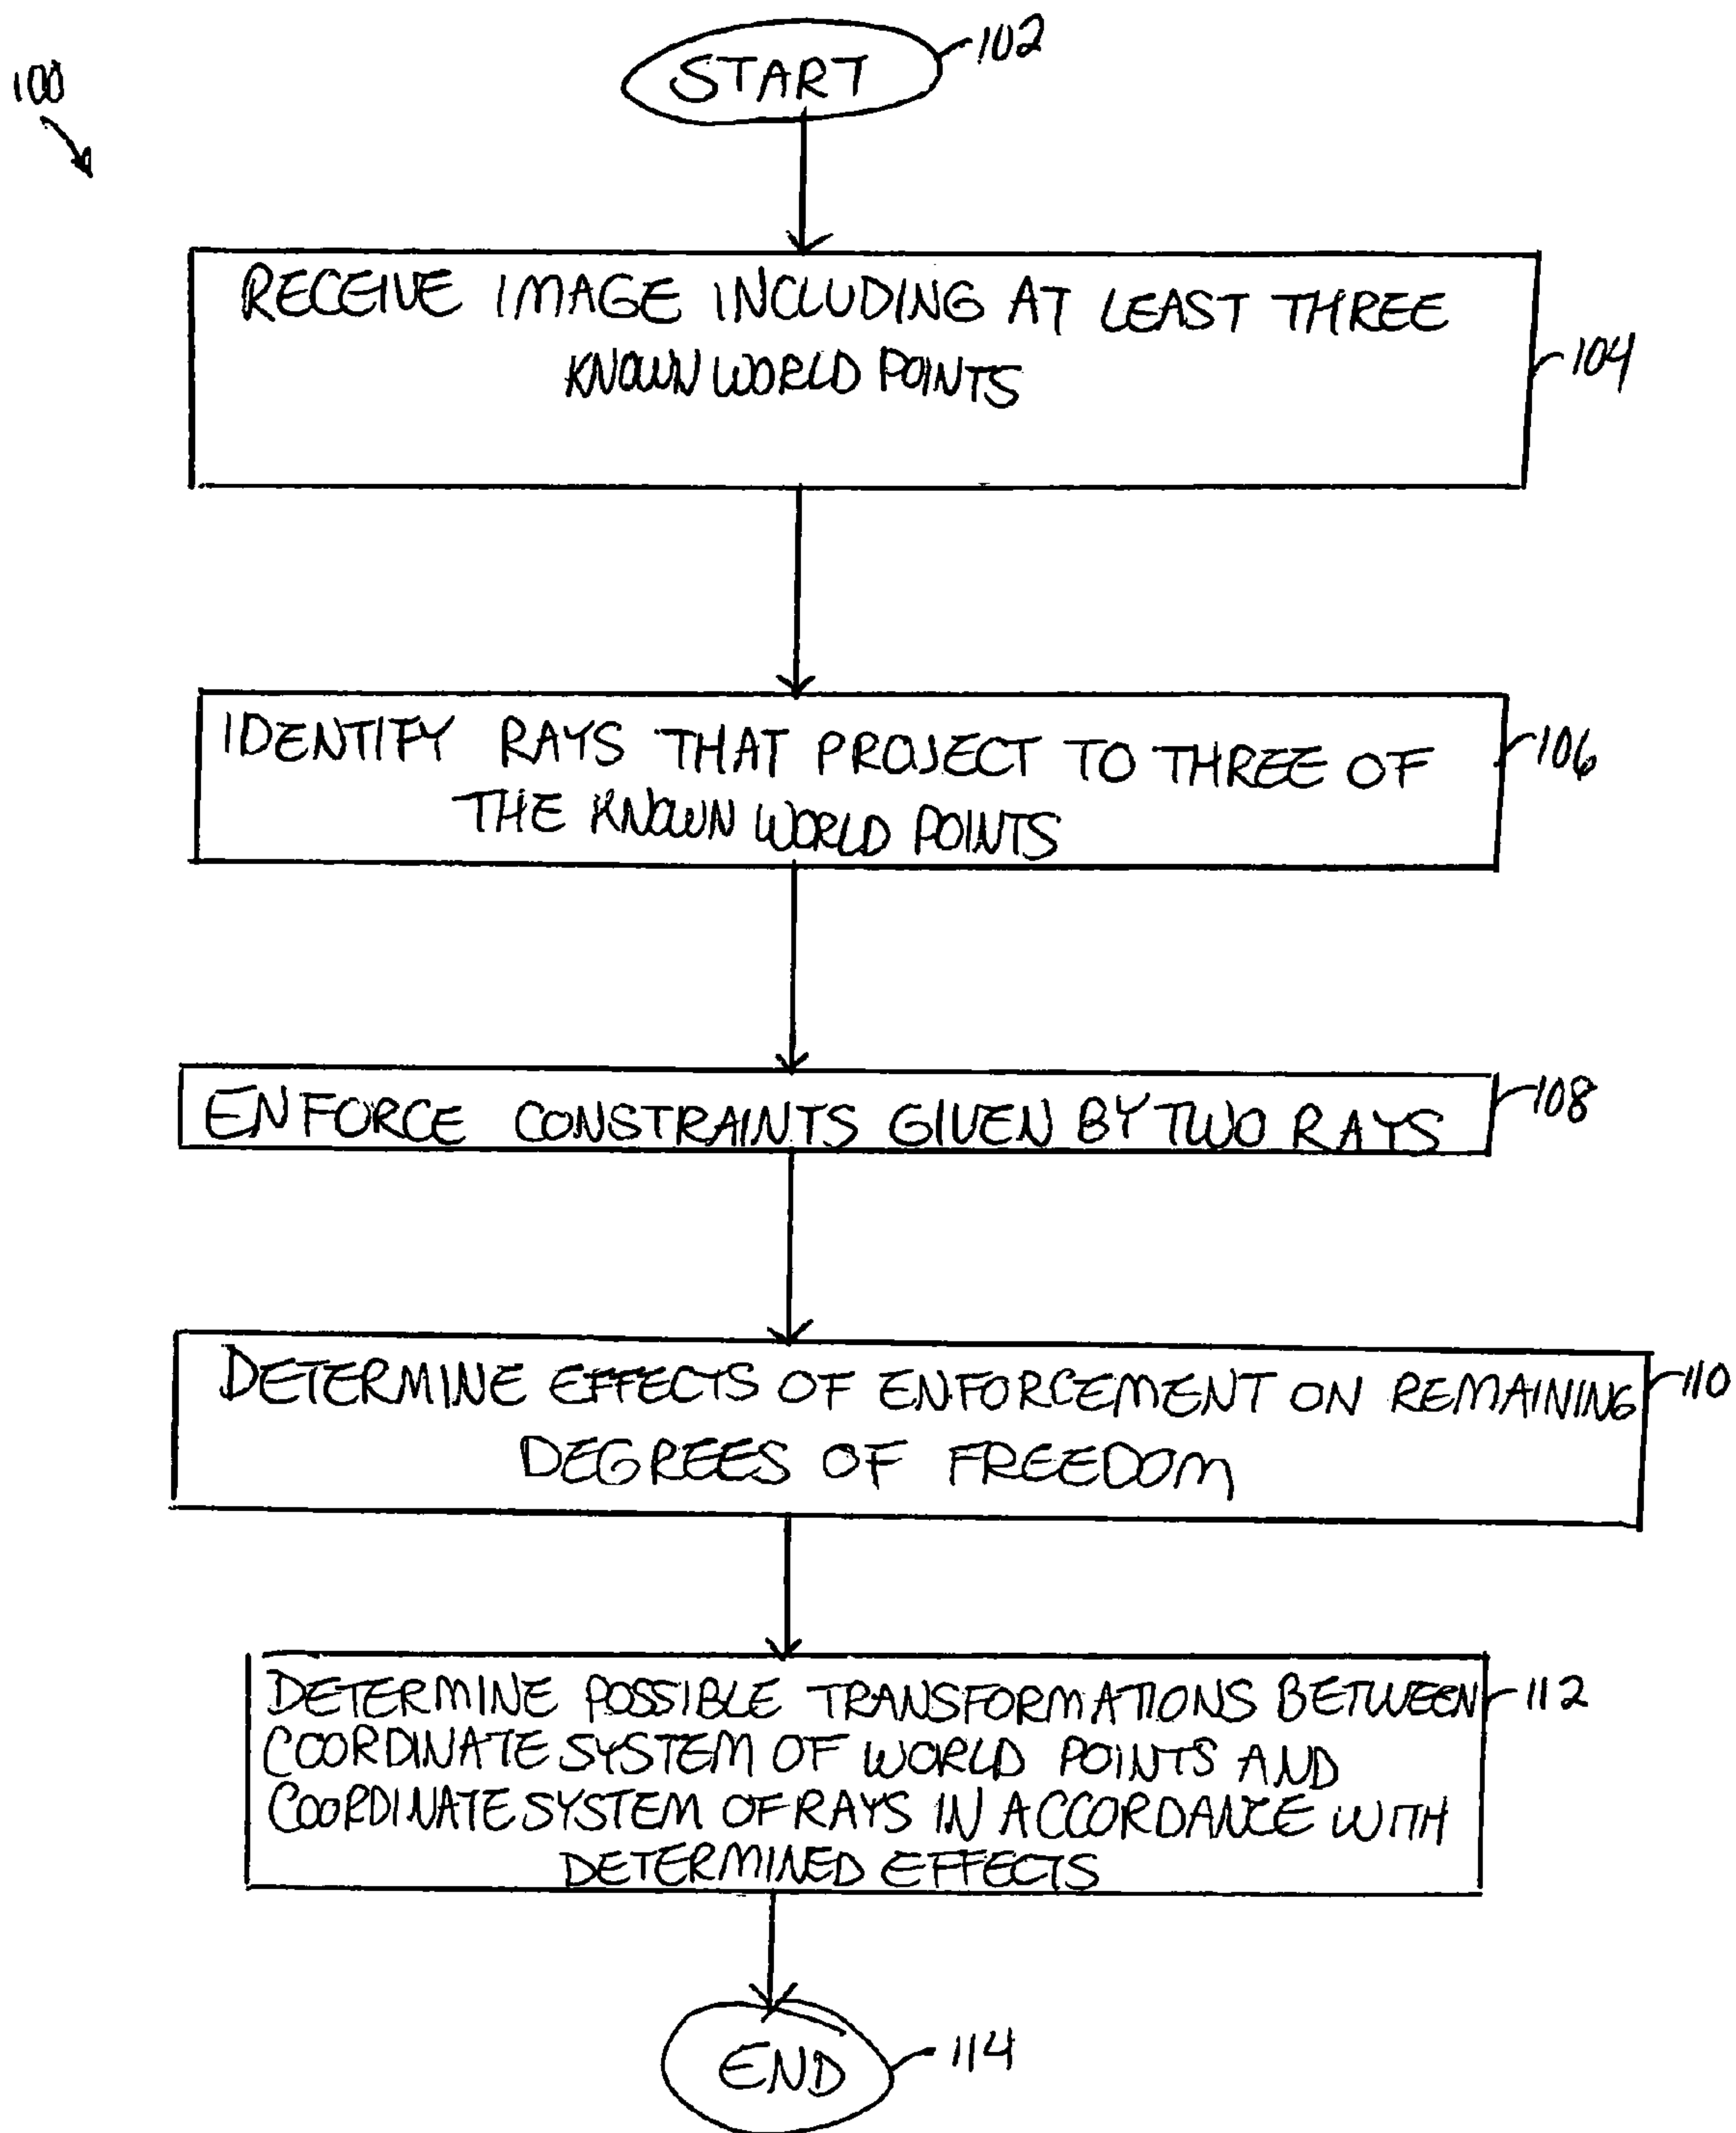 100
START
102
RECEIVE IMAGE INCLUDING AT LEAST THREE
KNOWN WORLD POINTS
104
IDENTIFY RAYS THAT PROJECT TO THREE OF
THE KNOWN WORLD POINTS
106
ENFORCE CONSTRAINTS GIVEN BY TWO RAYS
108
DETERMINE EFFECTS OF ENFORCEMENT ON REMAINING
DEGREES OF FREEDOM
110
DETERMINE POSSIBLE TRANSFORMATIONS BETWEEN
COORDINATE SYSTEM OF WORLD POINTS AND
COORDINATE SYSTEM OF RAYS IN ACCORDANCE WITH
DETERMINED EFFECTS
112
END
114